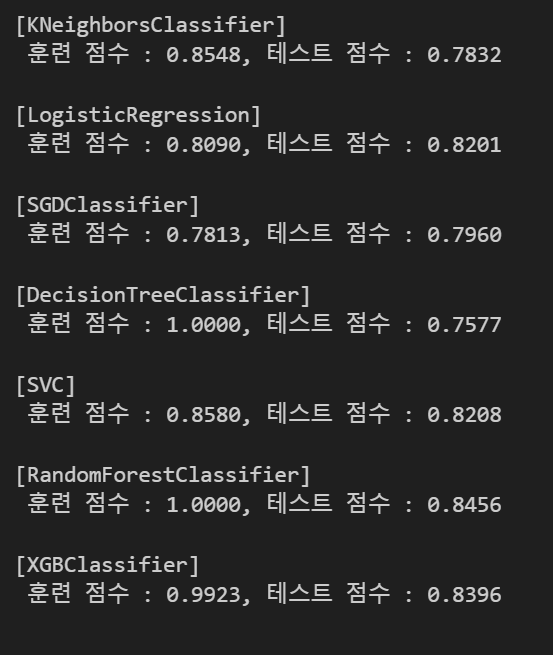 [KNeighborsClassifier]
훈련 점수 : 0.8548, 테스트 점수 : 0.7832
[LogisticRegression]
훈련 점수 : 0.8090, 테스트 점수 : 0.8201
[SGDClassifier]
훈련 점수 : 0.7813, 테스트 점수 : 0.7960
[DecisionTreeClassifier]
훈련 점수 : 1.0000, 테스트 점수 : 0.7577
[SVC]
훈련 점수 : 0.8580, 테스트 점수 : 0.8208
[RandomForestClassifier]
훈련 점수 : 1.0000, 테스트 점수 : 0.8456
[XGBClassifier]
훈련 점수 : 0.9923, 테스트 점수 : 0.8396